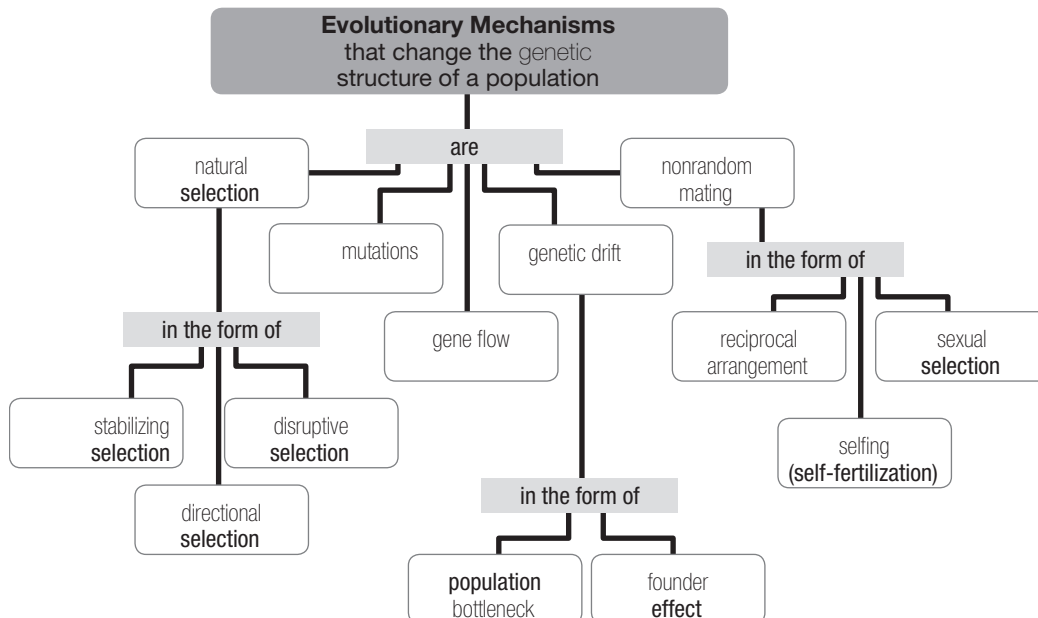 Evolutionary Mechanisms
that change the genetic
structure of a population
are
natural
selection
nonrandom
mating
mutations
genetic drift
in the form of
gene flow
in the form of
reciprocal
arrangement
sexual
selection
stabilizing
selection
disruptive
selection
selfing
(self-fertilization)
directional
selection
in the form of
population
bottleneck
founder
effect